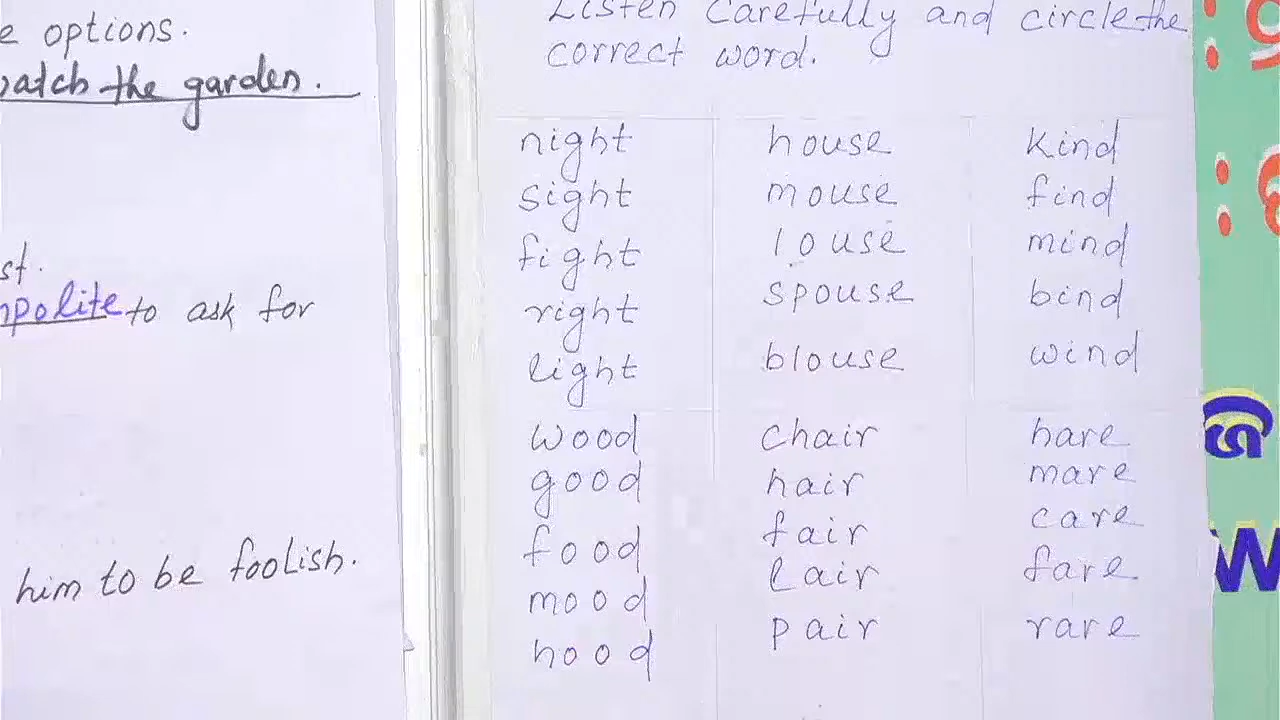 e options.
the garden.
st.
polite to ask for
him to be foolish.
Listen carefully and circle the
correct word.
night house kind
sight mouse find
fight louse mind
right spouse bind
light blouse wind
wood chair hare
good hair mare
food fair care
mood lair fare
hood pair rare
W